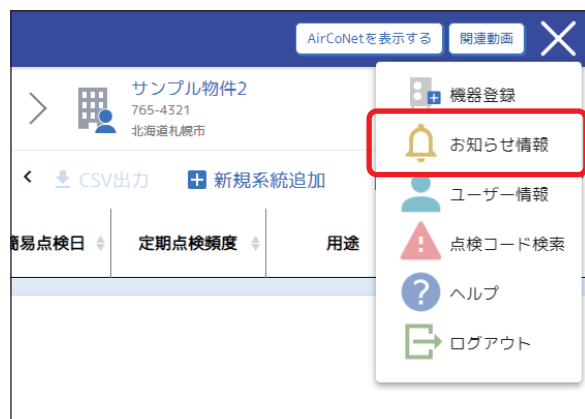 AirCoNetを表示する
関連動画
サンプル物件2
765-4321
北海道札幌市
CSV出力
新規系統追加
簡易点検日
定期点検頻度
用途
機器登録
お知らせ情報
ユーザー情報
点検コード検索
ヘルプ
ログアウト